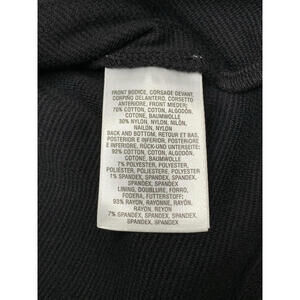 FRONT BODICE, CORSAGE DEVANT,
CORPIÑO DELANTERO, CORSETTO
ANTERIORE, FRONT MIEDER;
70% COTTON, COTON, ALGODÓN,
COTONE, BAUMWOLLE
30% NYLON, NYLON, NILÓN,
NAILON, NYLON
BACK AND BOTTOM, RETOUR ET BAS,
POSTERIOR E INFERIOR, POSTERIORE
E INFERIORE, RÜCK-UND UNTERSEITE:
92% COTTON, COTON, ALGODÓN,
COTONE, BAUMWOLLE
7% POLYESTER, POLYESTER,
POLIÉSTER, POLIESTERE, POLYESTER
1% SPANDEX, SPANDEX, SPANDEX,
SPANDEX, SPANDEX
LINING, DOUBLURE, FORRO,
FODERA, FUTTERSTOFF:
93% RAYON, RAYONNE, RAYÓN,
RAYON, REYON
7% SPANDEX, SPANDEX, SPANDEX,
SPANDEX, SPANDEX